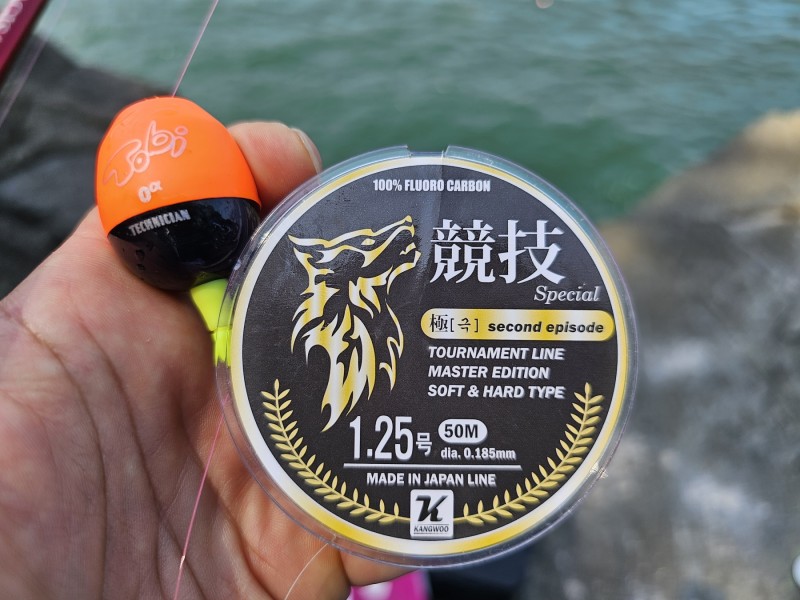 Tobi
0α
TECHNICIAN
100% FLUORO CARBON
競技
Special
極[극] second episode
TOURNAMENT LINE
MASTER EDITION
SOFT & HARD TYPE
1.25号 50M
dia. 0.185mm
MADE IN JAPAN LINE
K
KANGWOO